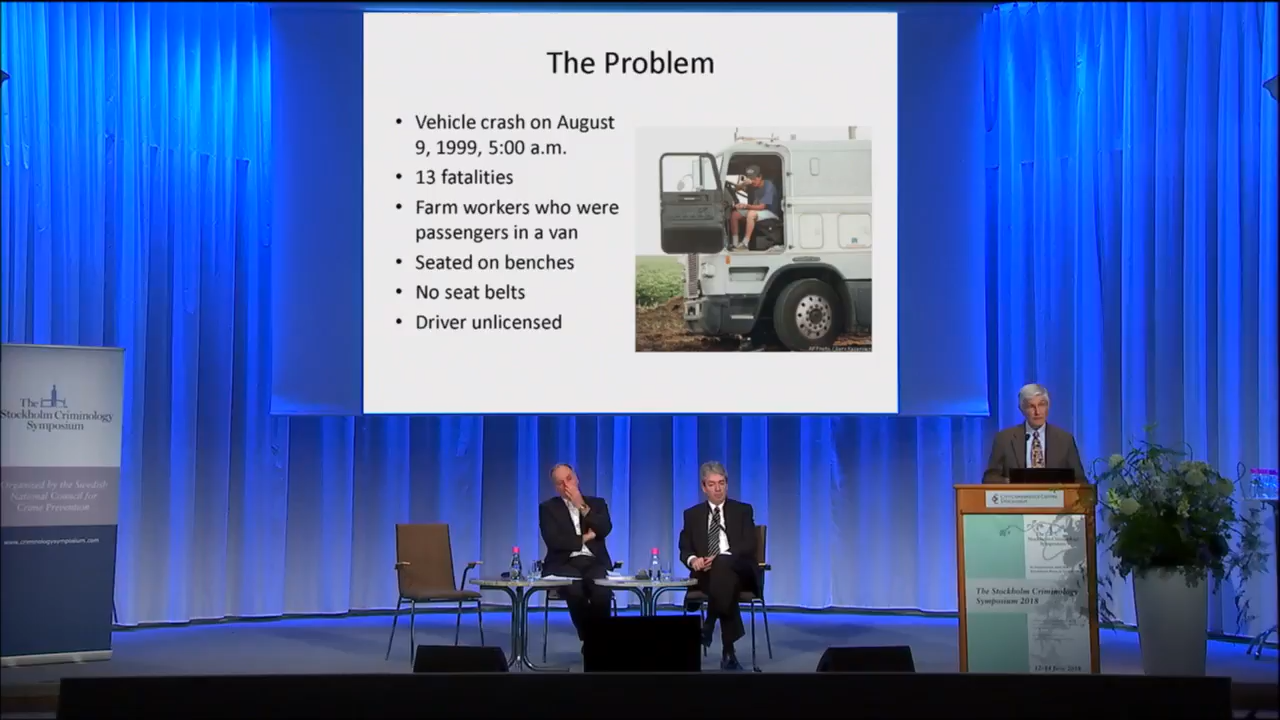 The Problem
• Vehicle crash on August
9, 1999, 5:00 a.m.
• 13 fatalities
• Farm workers who were
passengers in a van
• Seated on benches
• No seat belts
• Driver unlicensed
The
Stockholm Criminology
Symposium
Organized by the Swedish
National Council for
Crime Prevention
www.criminologysymposium.com
The Stockholm Criminology
Symposium 2018